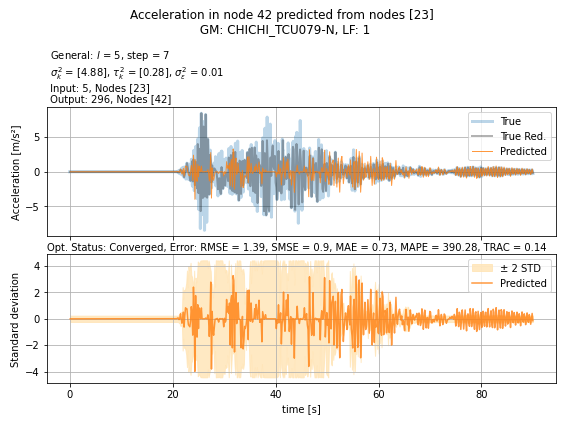 Acceleration in node 42 predicted from nodes [23]
GM: CHICHI_TCU079-N, LF: 1
General: l = 5, step = 7
σ²ₖ = [4.88], τ²ₖ = [0.28], σ²ε = 0.01
Input: 5, Nodes [23]
Output: 296, Nodes [42]
True
True Red.
Predicted
5
0
−5
Acceleration [m/s²]
Opt. Status: Converged, Error: RMSE = 1.39, SMSE = 0.9, MAE = 0.73, MAPE = 390.28, TRAC = 0.14
± 2 STD
Predicted
4
2
0
−2
−4
Standard deviation
0 20 40 60 80
time [s]